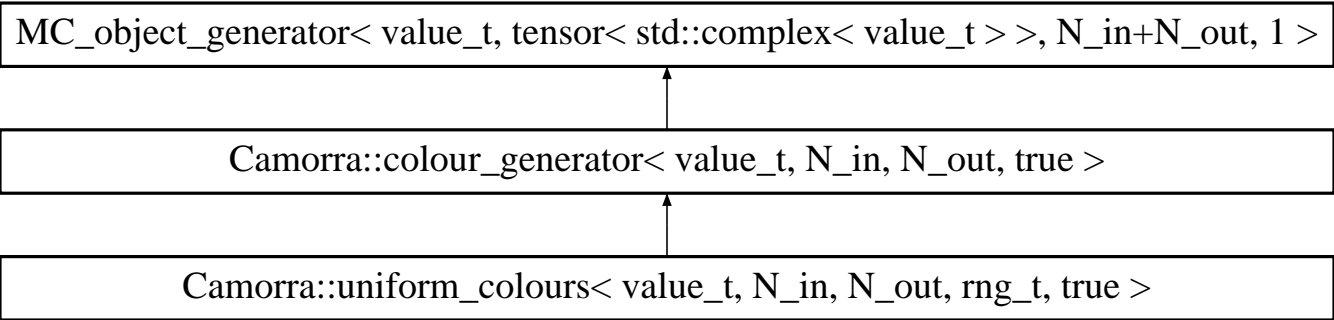 MC_object_generator< value_t, tensor< std::complex< value_t > >, N_in+N_out, 1 >
Camorra::colour_generator< value_t, N_in, N_out, true >
Camorra::uniform_colours< value_t, N_in, N_out, rng_t, true >